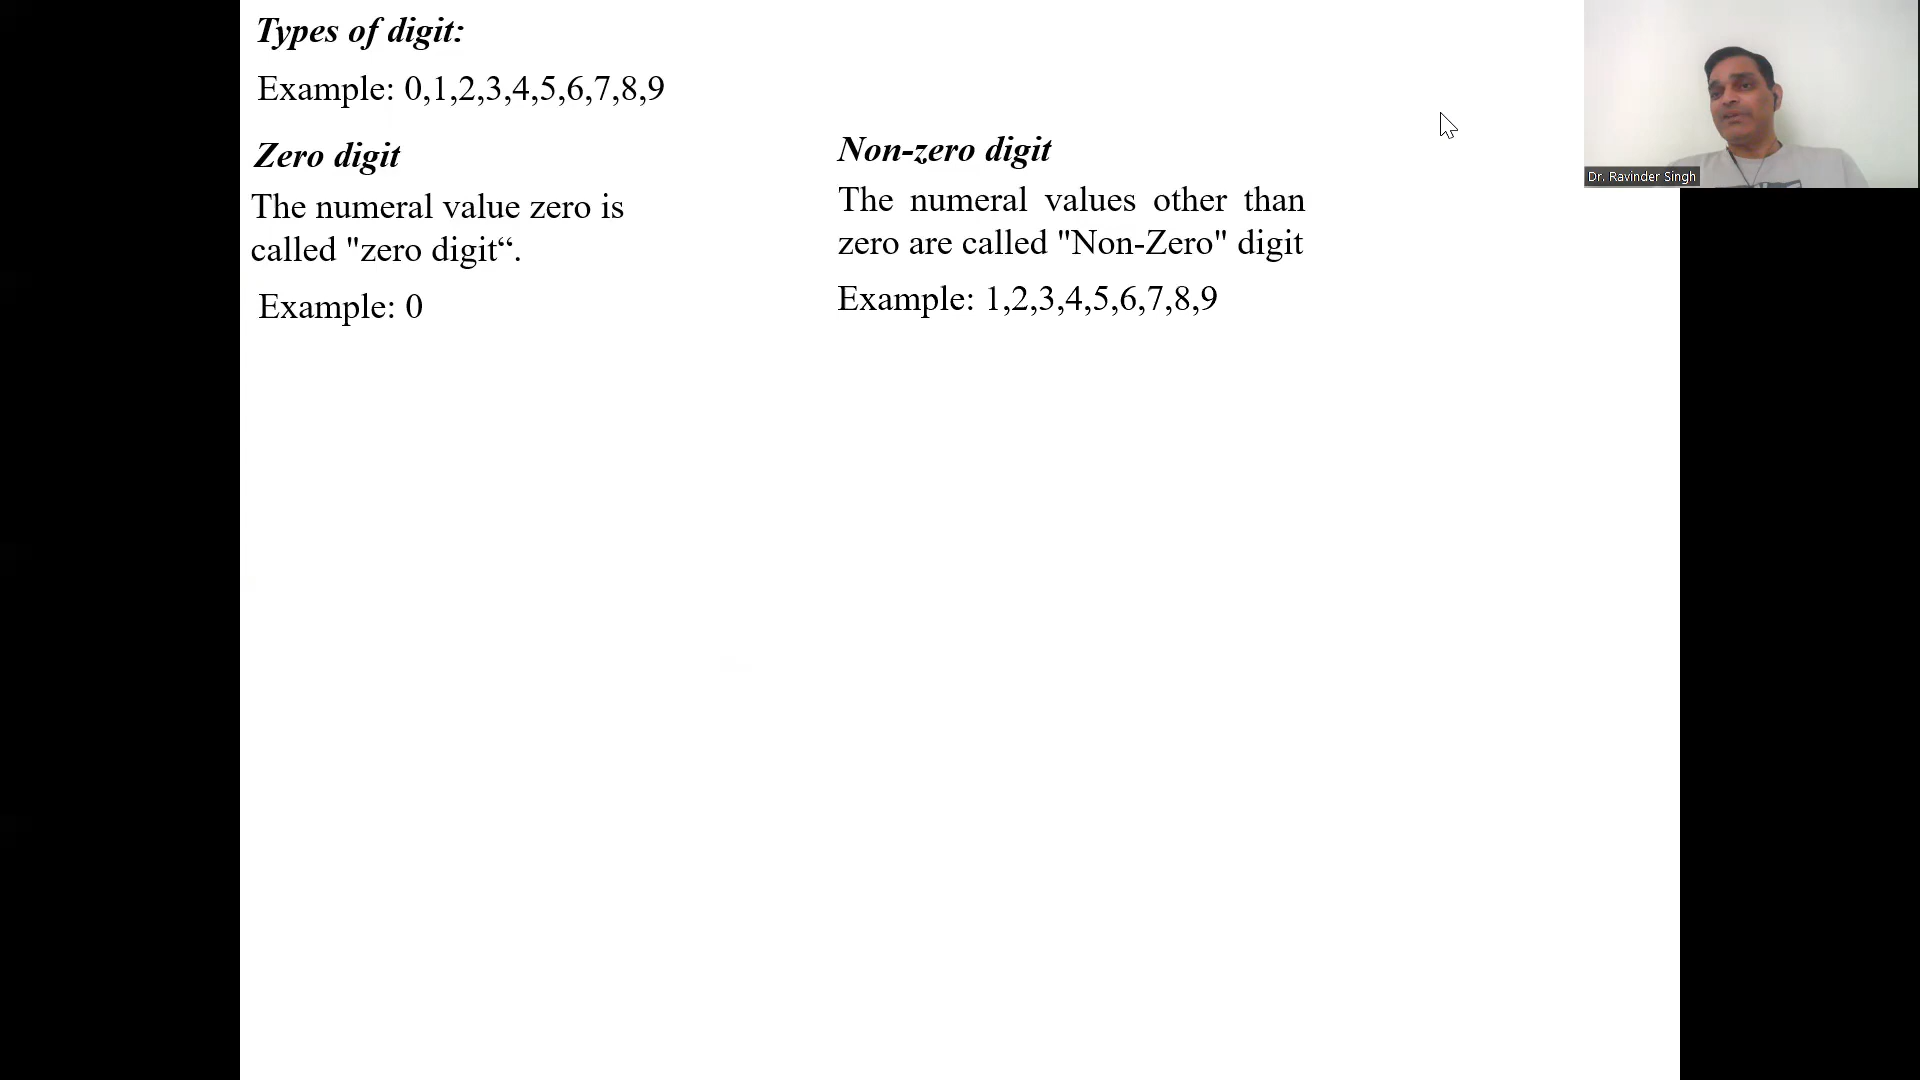 Types of digit:
Example: 0,1,2,3,4,5,6,7,8,9
Zero digit
The numeral value zero is
called "zero digit“.
Example: 0
Non-zero digit
The numeral values other than
zero are called "Non-Zero" digit
Example: 1,2,3,4,5,6,7,8,9
Dr. Ravinder Singh